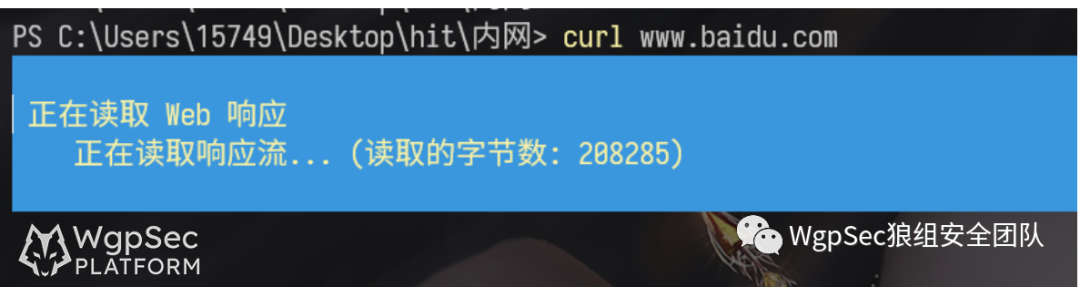 PS C:\Users\15749\Desktop\hit\内网> curl www.baidu.com
正在读取 Web 响应
正在读取响应流... (读取的字节数: 208285)
WgpSec
PLATFORM
WgpSec狼组安全团队